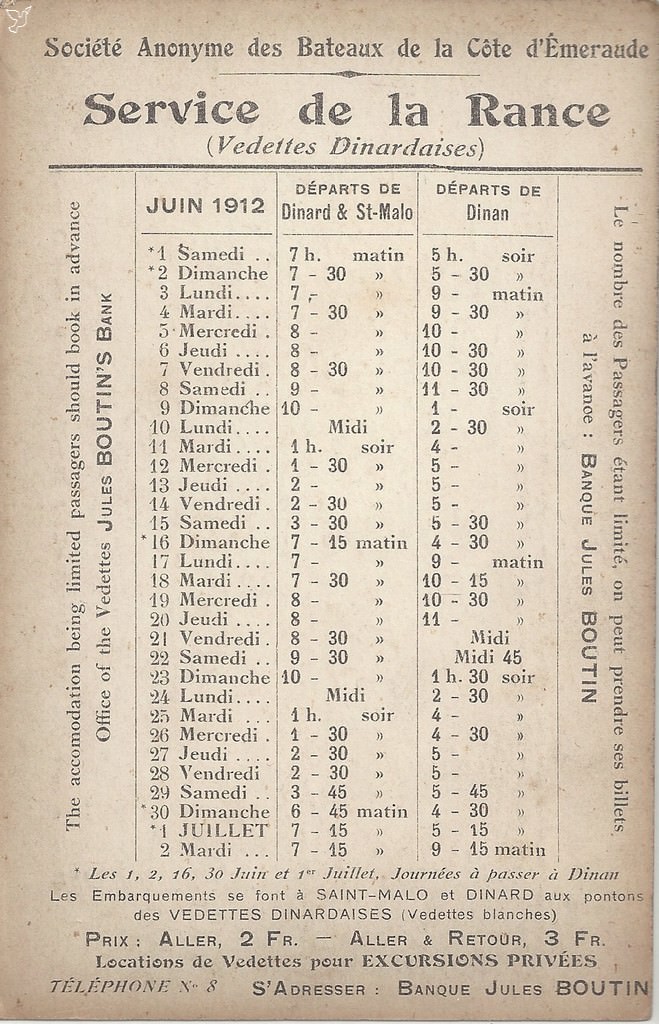 Société Anonyme des Bateaux de la Côte d'Émeraude
Service de la Rance
(Vedettes Dinardaises)
The accomodation being limited passagers should book in advance
Office of the Vedettes JULES BOUTIN'S BANK
JUIN 1912 DÉPARTS DE Dinard & St-Malo DÉPARTS DE Dinan
*1 Samedi .. 7 h. matin 5 h. soir
*2 Dimanche 7 - 30 » 5 - 30 »
3 Lundi.... 7 - » 9 - matin
4 Mardi.... 7 - 30 » 9 - 30 »
5 Mercredi . 8 - » 10 - »
6 Jeudi .... 8 - » 10 - 30 »
7 Vendredi . 8 - 30 » 10 - 30 »
8 Samedi .. 9 - » 11 - 30 »
9 Dimanche 10 - » 1 - soir
10 Lundi.... Midi 2 - 30 »
11 Mardi.... 1 h. soir 4 - »
12 Mercredi . 1 - 30 » 5 - »
13 Jeudi .... 2 - » 5 - »
14 Vendredi . 2 - 30 » 5 - »
15 Samedi .. 3 - 30 » 5 - 30 »
*16 Dimanche 7 - 15 matin 4 - 30 »
17 Lundi.... 7 - » 9 - matin
18 Mardi.... 7 - 30 » 10 - 15 »
19 Mercredi . 8 - » 10 - 30 »
20 Jeudi .... 8 - » 11 - »
21 Vendredi . 8 - 30 » Midi
22 Samedi .. 9 - 30 » Midi 45
23 Dimanche 10 - » 1 h. 30 soir
24 Lundi.... Midi 2 - 30 »
25 Mardi ... 1 h. soir 4 - »
26 Mercredi . 1 - 30 » 4 - 30 »
27 Jeudi .... 2 - 30 » 5 - »
28 Vendredi 2 - 30 » 5 - »
29 Samedi .. 3 - 45 » 5 - 45 »
*30 Dimanche 6 - 45 matin 4 - 30 »
*1 JUILLET 7 - 15 » 5 - 15 »
2 Mardi ... 7 - 15 » 9 - 15 matin
Le nombre des Passagers étant limité, on peut prendre ses billets
à l'avance : BANQUE JULES BOUTIN
* Les 1, 2, 16, 30 Juin et 1er Juillet, Journées à passer à Dinan
Les Embarquements se font à SAINT-MALO et DINARD aux pontons
des VEDETTES DINARDAISES (Vedettes blanches)
PRIX : ALLER, 2 FR. — ALLER & RETOUR, 3 FR.
Locations de Vedettes pour EXCURSIONS PRIVÉES
TÉLÉPHONE No 8 S'ADRESSER : BANQUE JULES BOUTIN